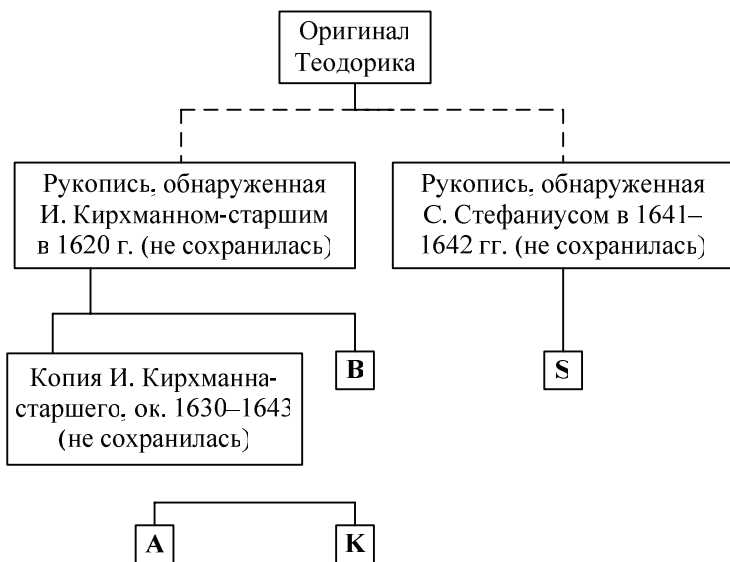 Оригинал
Теодорика
Рукопись, обнаруженная
И. Кирхманном-старшим
в 1620 г. (не сохранилась)
Рукопись, обнаруженная
С. Стефаниусом в 1641–
1642 гг. (не сохранилась)
Копия И. Кирхманна-
старшего, ок. 1630–1643
(не сохранилась)
B
S
A
K